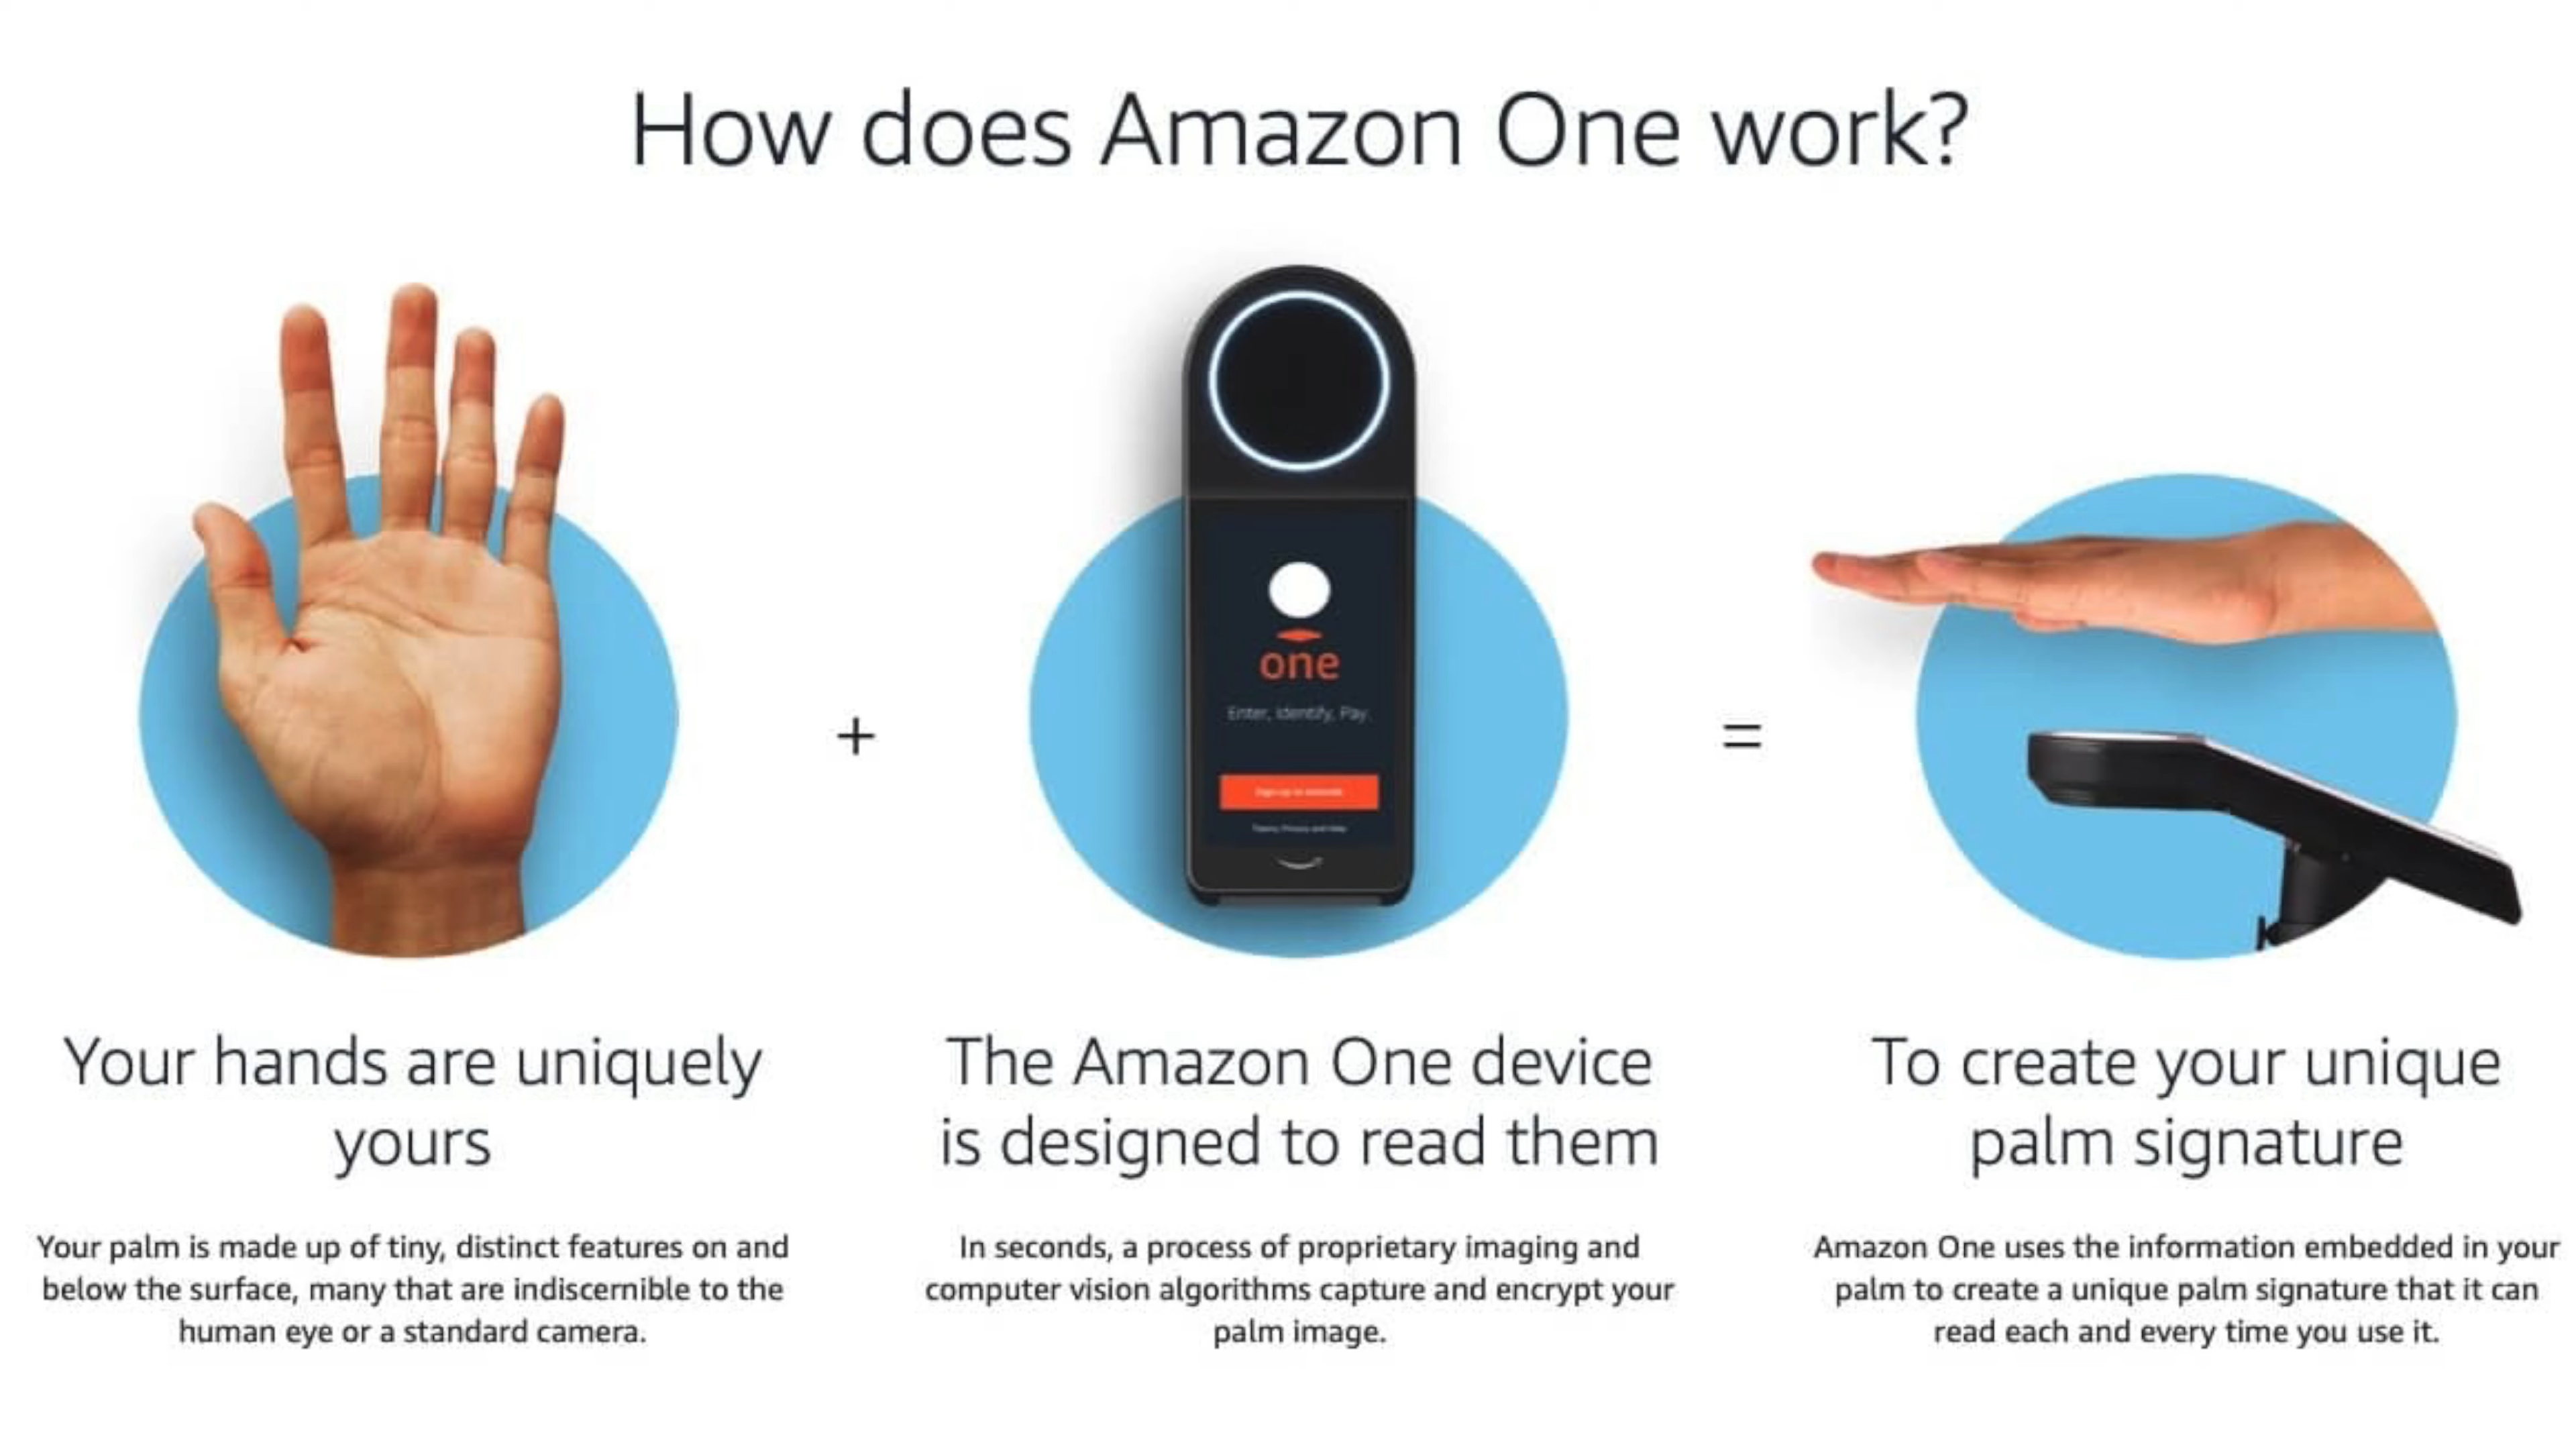 How does Amazon One work?
one
Enter, Identify, Pay.
+
=
Your hands are uniquely
yours
Your palm is made up of tiny, distinct features on and
below the surface, many that are indiscernible to the
human eye or a standard camera.
The Amazon One device
is designed to read them
In seconds, a process of proprietary imaging and
computer vision algorithms capture and encrypt your
palm image.
To create your unique
palm signature
Amazon One uses the information embedded in your
palm to create a unique palm signature that it can
read each and every time you use it.